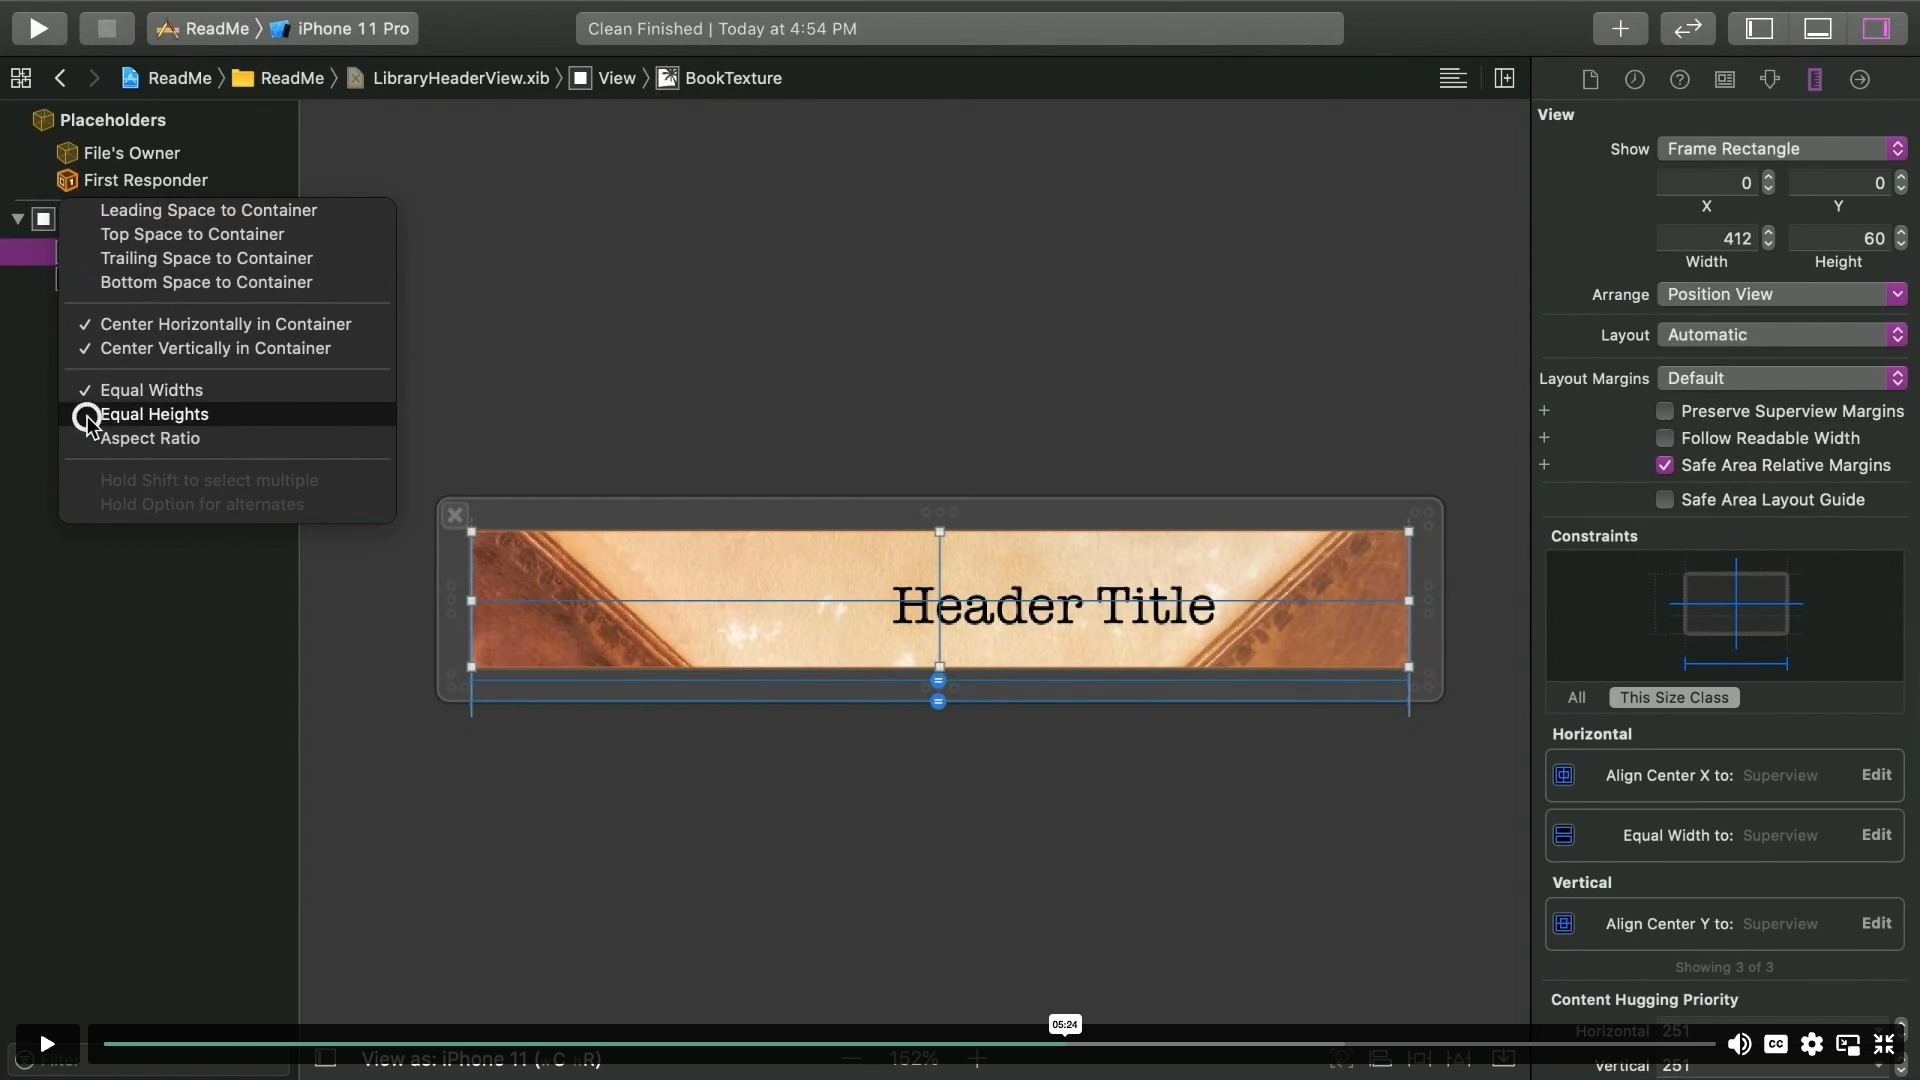 ReadMe 〉 iPhone 11 Pro
Clean Finished | Today at 4:54 PM
ReadMe 〉 ReadMe 〉 LibraryHeaderView.xib 〉 View 〉 BookTexture
Placeholders
File's Owner
First Responder
Leading Space to Container
Top Space to Container
Trailing Space to Container
Bottom Space to Container
✓ Center Horizontally in Container
✓ Center Vertically in Container
✓ Equal Widths
Equal Heights
Aspect Ratio
Hold Shift to select multiple
Hold Option for alternates
Header Title
View
Show Frame Rectangle
0 0
X Y
412 60
Width Height
Arrange Position View
Layout Automatic
Layout Margins Default
+ Preserve Superview Margins
+ Follow Readable Width
+ Safe Area Relative Margins
Safe Area Layout Guide
Constraints
All This Size Class
Horizontal
Align Center X to: Superview Edit
Equal Width to: Superview Edit
Vertical
Align Center Y to: Superview Edit
Showing 3 of 3
Content Hugging Priority
Horizontal 251
Vertical 251
05:24
CC
Filter
View as: iPhone 11 (wC hR)
152%